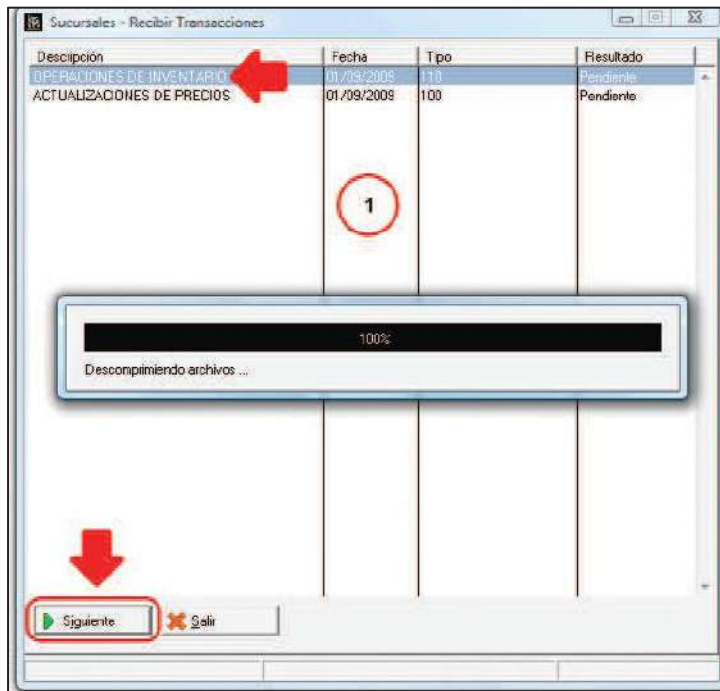 Sucursales - Recibir Transacciones
Descripción Fecha Tipo Resultado
OPERACIONES DE INVENTARIO 01/09/2009 110 Pendiente
ACTUALIZACIONES DE PRECIOS 01/09/2009 100 Pendiente
1
100%
Descomprimiendo archivos ...
Siguiente Salir